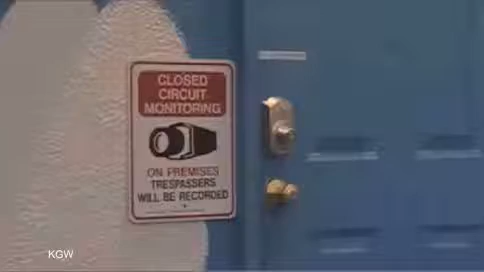 CLOSED
CIRCUIT
MONITORING
ON PREMISES
TRESPASSERS
WILL BE RECORDED
KGW